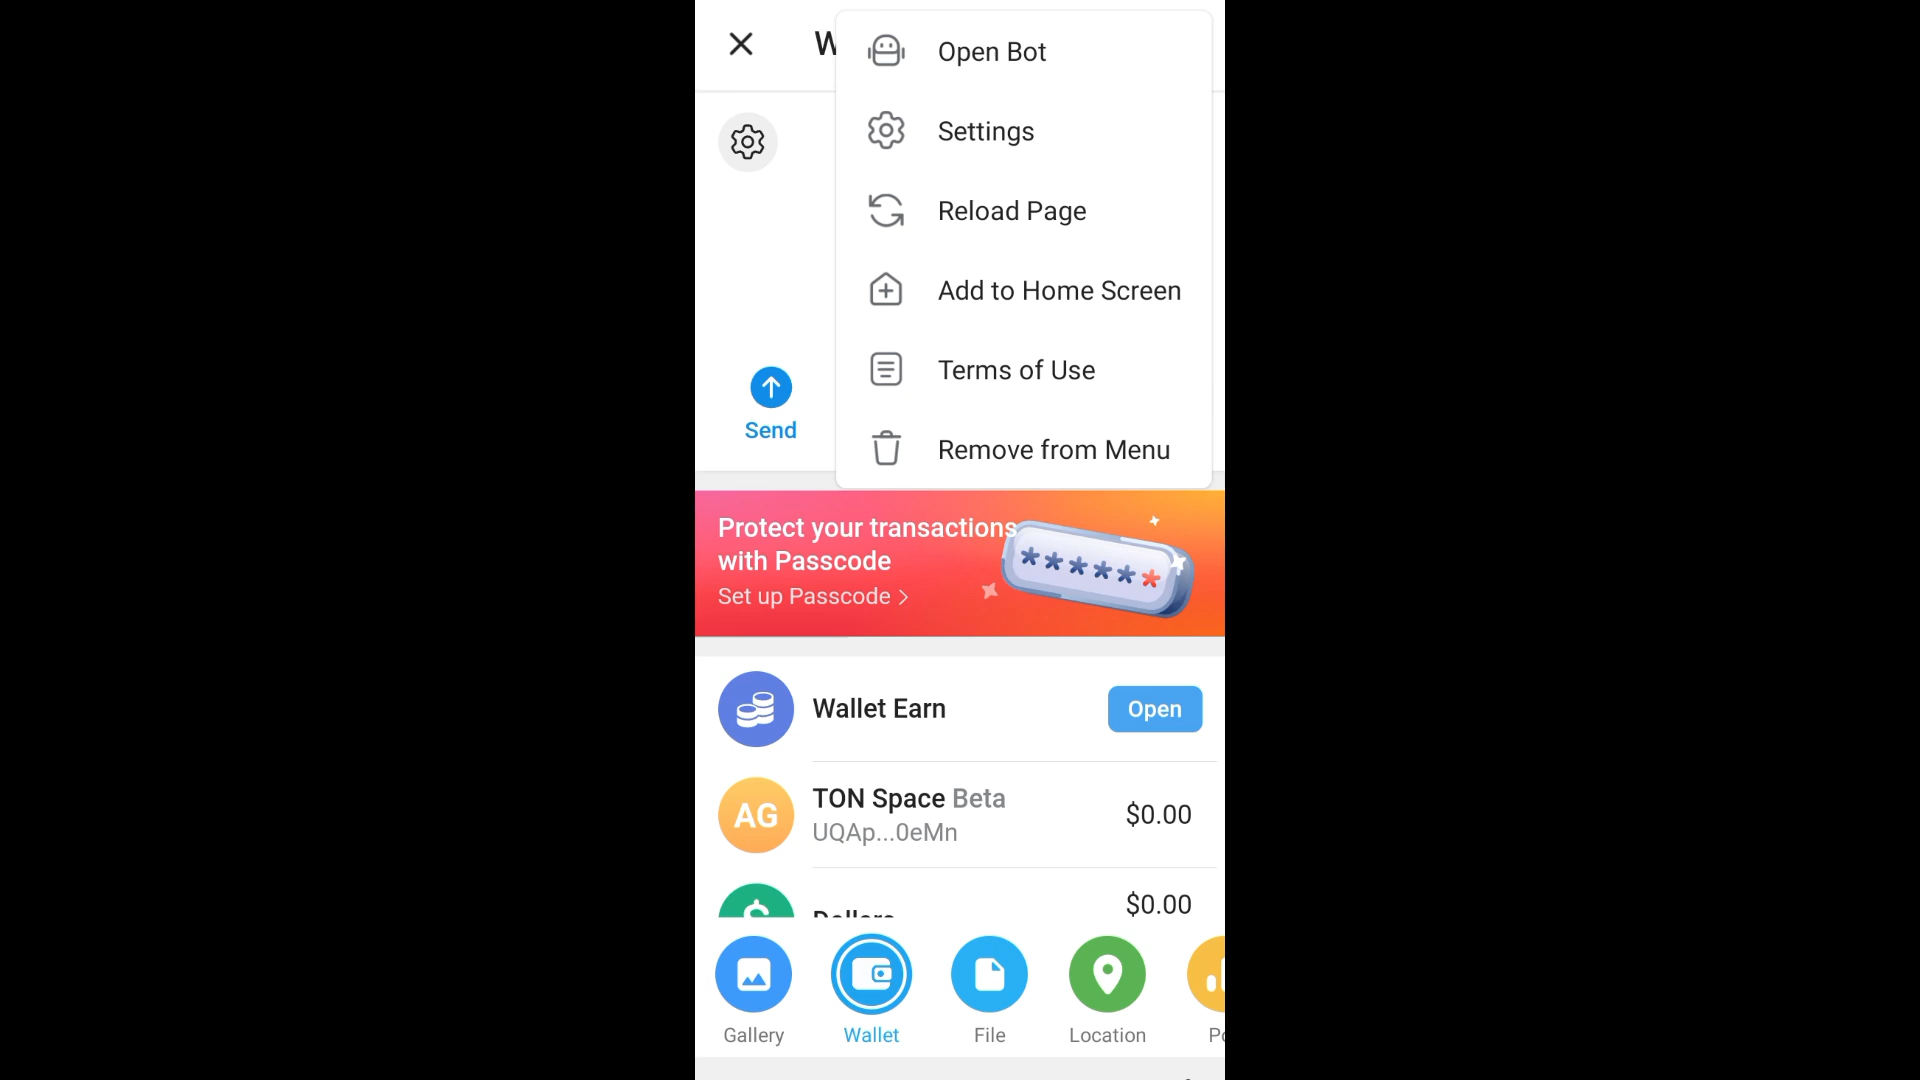 W
Open Bot
Settings
Reload Page
Add to Home Screen
Terms of Use
Remove from Menu
Send
Protect your transactions
with Passcode
Set up Passcode >
******
Wallet Earn
Open
AG
TON Space Beta
$0.00
UQAp...0eMn
$
Dollars
$0.00
Gallery
Wallet
File
Location